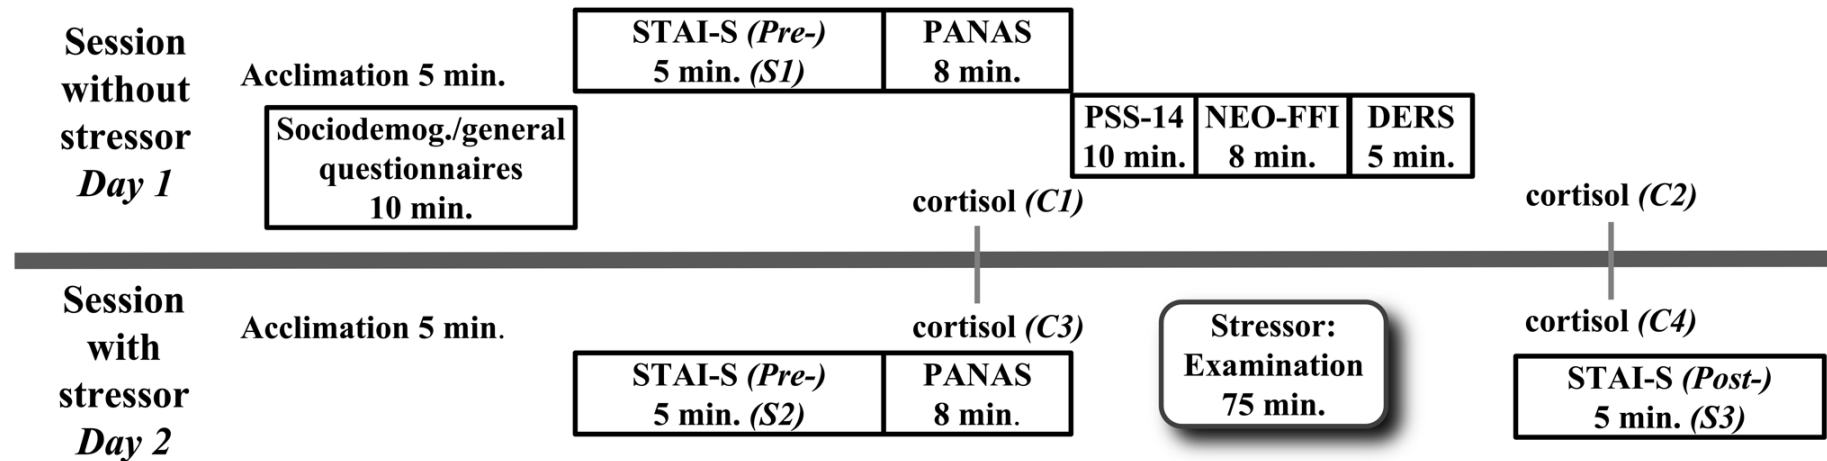 Session
without
stressor
Day 1
Acclimation 5 min.
Sociodemog./general
questionnaires
10 min.
STAI-S (Pre-)
5 min. (S1)
PANAS
8 min.
PSS-14
10 min.
NEO-FFI
8 min.
DERS
5 min.
cortisol (C1)
cortisol (C2)
Session
with
stressor
Day 2
Acclimation 5 min.
STAI-S (Pre-)
5 min. (S2)
PANAS
8 min.
cortisol (C3)
Stressor:
Examination
75 min.
cortisol (C4)
STAI-S (Post-)
5 min. (S3)